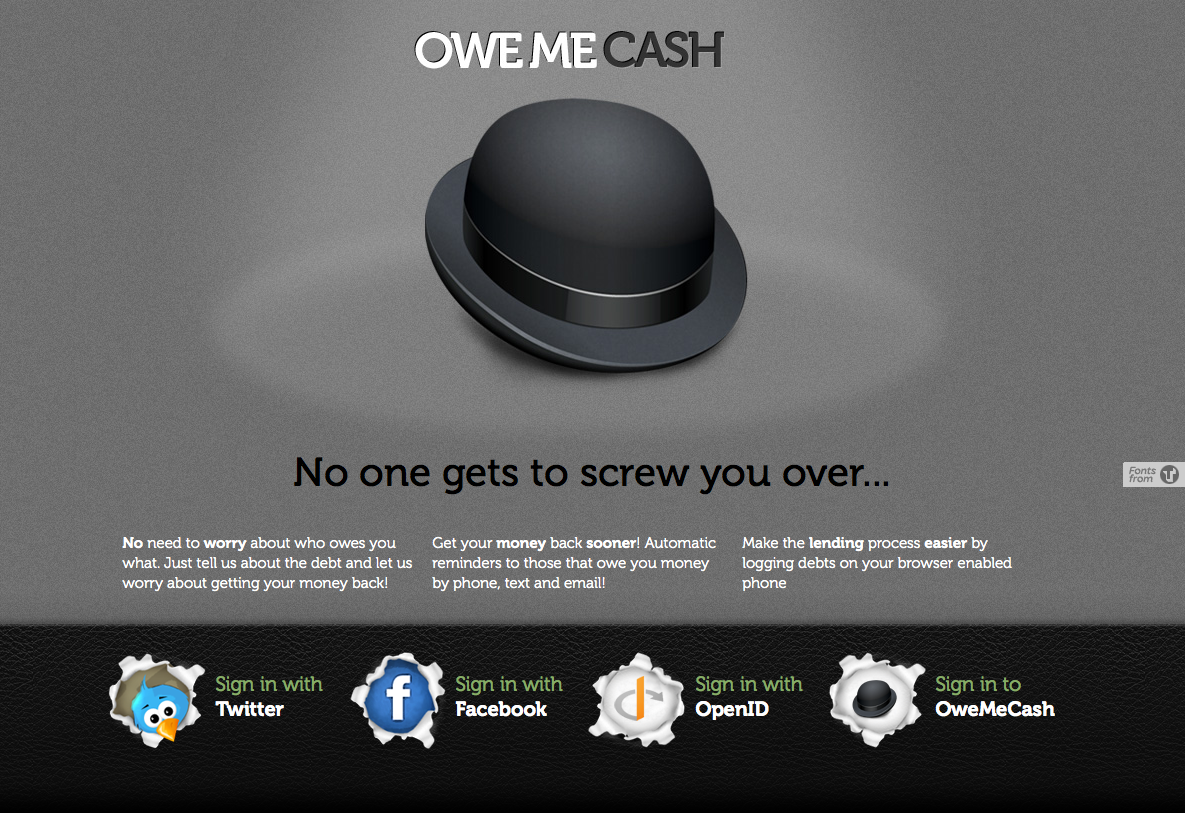 OWE ME CASH
No one gets to screw you over...
Fonts
from
No need to worry about who owes you
what. Just tell us about the debt and let us
worry about getting your money back!
Get your money back sooner! Automatic
reminders to those that owe you money
by phone, text and email!
Make the lending process easier by
logging debts on your browser enabled
phone
Sign in with
Twitter
Sign in with
Facebook
Sign in with
OpenID
Sign in to
OweMeCash